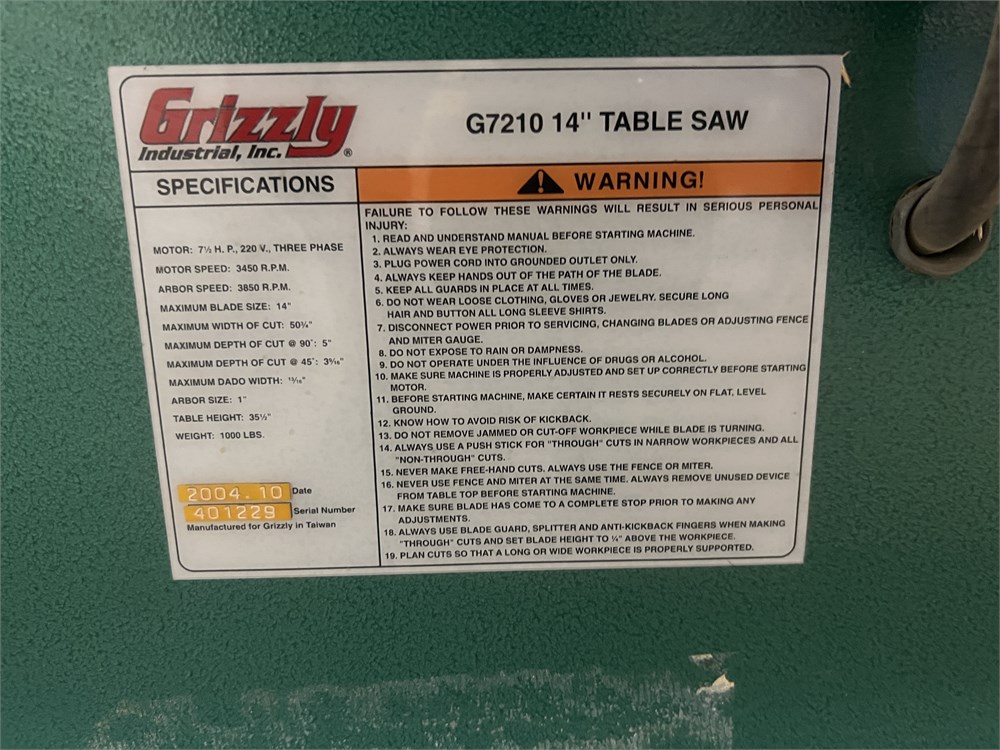 Grizzly
Industrial, Inc.®
G7210 14" TABLE SAW
SPECIFICATIONS
MOTOR: 7½ H. P., 220 V., THREE PHASE
MOTOR SPEED: 3450 R.P.M.
ARBOR SPEED: 3850 R.P.M.
MAXIMUM BLADE SIZE: 14"
MAXIMUM WIDTH OF CUT:
MAXIMUM DEPTH OF CUT @ 90°: 5"
MAXIMUM DEPTH OF CUT @ 45°:
MAXIMUM DADO WIDTH: ¹³⁄₁₆"
ARBOR SIZE: 1"
TABLE HEIGHT: 35½"
WEIGHT: 1000 LBS.
2004.10 Date
401229 Serial Number
Manufactured for Grizzly in Taiwan
WARNING!
FAILURE TO FOLLOW THESE WARNINGS WILL RESULT IN SERIOUS PERSONAL
INJURY:
1. READ AND UNDERSTAND MANUAL BEFORE STARTING MACHINE.
2. ALWAYS WEAR EYE PROTECTION.
3. PLUG POWER CORD INTO GROUNDED OUTLET ONLY.
4. ALWAYS KEEP HANDS OUT OF THE PATH OF THE BLADE.
5. KEEP ALL GUARDS IN PLACE AT ALL TIMES.
6. DO NOT WEAR LOOSE CLOTHING, GLOVES OR JEWELRY. SECURE LONG
HAIR AND BUTTON ALL LONG SLEEVE SHIRTS.
7. DISCONNECT POWER PRIOR TO SERVICING, CHANGING BLADES OR ADJUSTING FENCE
AND MITER GAUGE.
8. DO NOT EXPOSE TO RAIN OR DAMPNESS.
9. DO NOT OPERATE UNDER THE INFLUENCE OF DRUGS OR ALCOHOL.
10. MAKE SURE MACHINE IS PROPERLY ADJUSTED AND SET UP CORRECTLY BEFORE STARTING
MOTOR.
11. BEFORE STARTING MACHINE, MAKE CERTAIN IT RESTS SECURELY ON FLAT, LEVEL
GROUND.
12. KNOW HOW TO AVOID RISK OF KICKBACK.
13. DO NOT REMOVE JAMMED OR CUT-OFF WORKPIECE WHILE BLADE IS TURNING.
14. ALWAYS USE A PUSH STICK FOR "THROUGH" CUTS IN NARROW WORKPIECES AND ALL
"NON-THROUGH" CUTS.
15. NEVER MAKE FREE-HAND CUTS. ALWAYS USE THE FENCE OR MITER.
16. NEVER USE FENCE AND MITER AT THE SAME TIME. ALWAYS REMOVE UNUSED DEVICE
FROM TABLE TOP BEFORE STARTING MACHINE.
17. MAKE SURE BLADE HAS COME TO A COMPLETE STOP PRIOR TO MAKING ANY
ADJUSTMENTS.
18. ALWAYS USE BLADE GUARD, SPLITTER AND ANTI-KICKBACK FINGERS WHEN MAKING
"THROUGH" CUTS AND SET BLADE HEIGHT TO ¼" ABOVE THE WORKPIECE.
19. PLAN CUTS SO THAT A LONG OR WIDE WORKPIECE IS PROPERLY SUPPORTED.